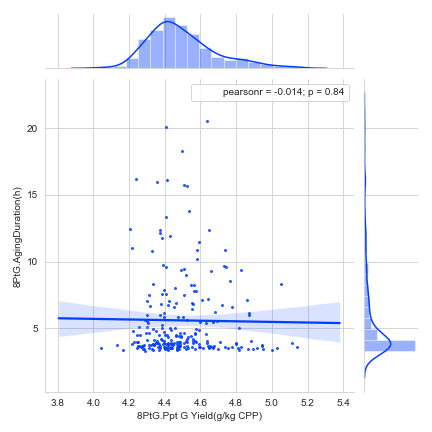 pearsonr = -0.014; p = 0.84
20
15
10
5
8PtG.AgingDuration(h)
3.8 4.0 4.2 4.4 4.6 4.8 5.0 5.2 5.4
8PtG.Ppt G Yield(g/kg CPP)